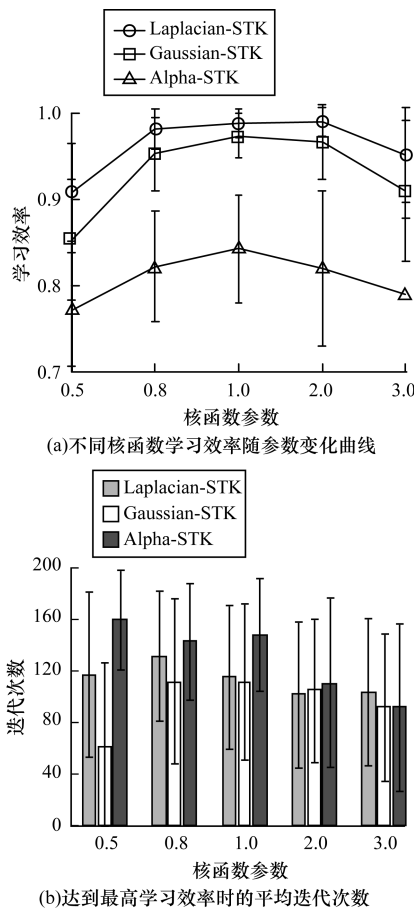 Laplacian-STK
Gaussian-STK
Alpha-STK
1.0
0.9
0.8
0.7
学习效率
0.5 0.8 1.0 2.0 3.0
核函数参数
(a)不同核函数学习效率随参数变化曲线
Laplacian-STK
Gaussian-STK
Alpha-STK
200
160
120
80
40
0
迭代次数
0.5 0.8 1.0 2.0 3.0
核函数参数
(b)达到最高学习效率时的平均迭代次数